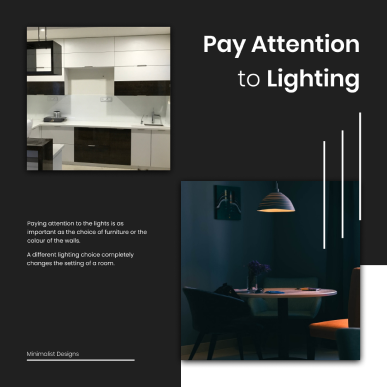 Pay Attention
to Lighting
Paying attention to the lights is as
important as the choice of furniture or the
colour of the walls.
A different lighting choice completely
changes the setting of a room.
Minimalist Designs